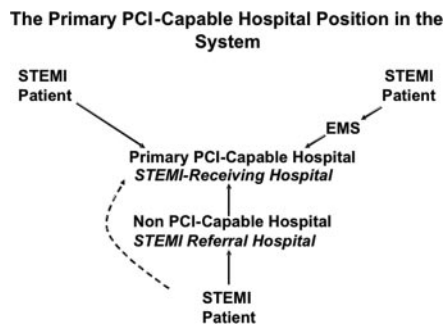 The Primary PCI-Capable Hospital Position in the
System
STEMI
Patient
STEMI
Patient
EMS
Primary PCI-Capable Hospital
STEMI-Receiving Hospital
Non PCI-Capable Hospital
STEMI Referral Hospital
STEMI
Patient